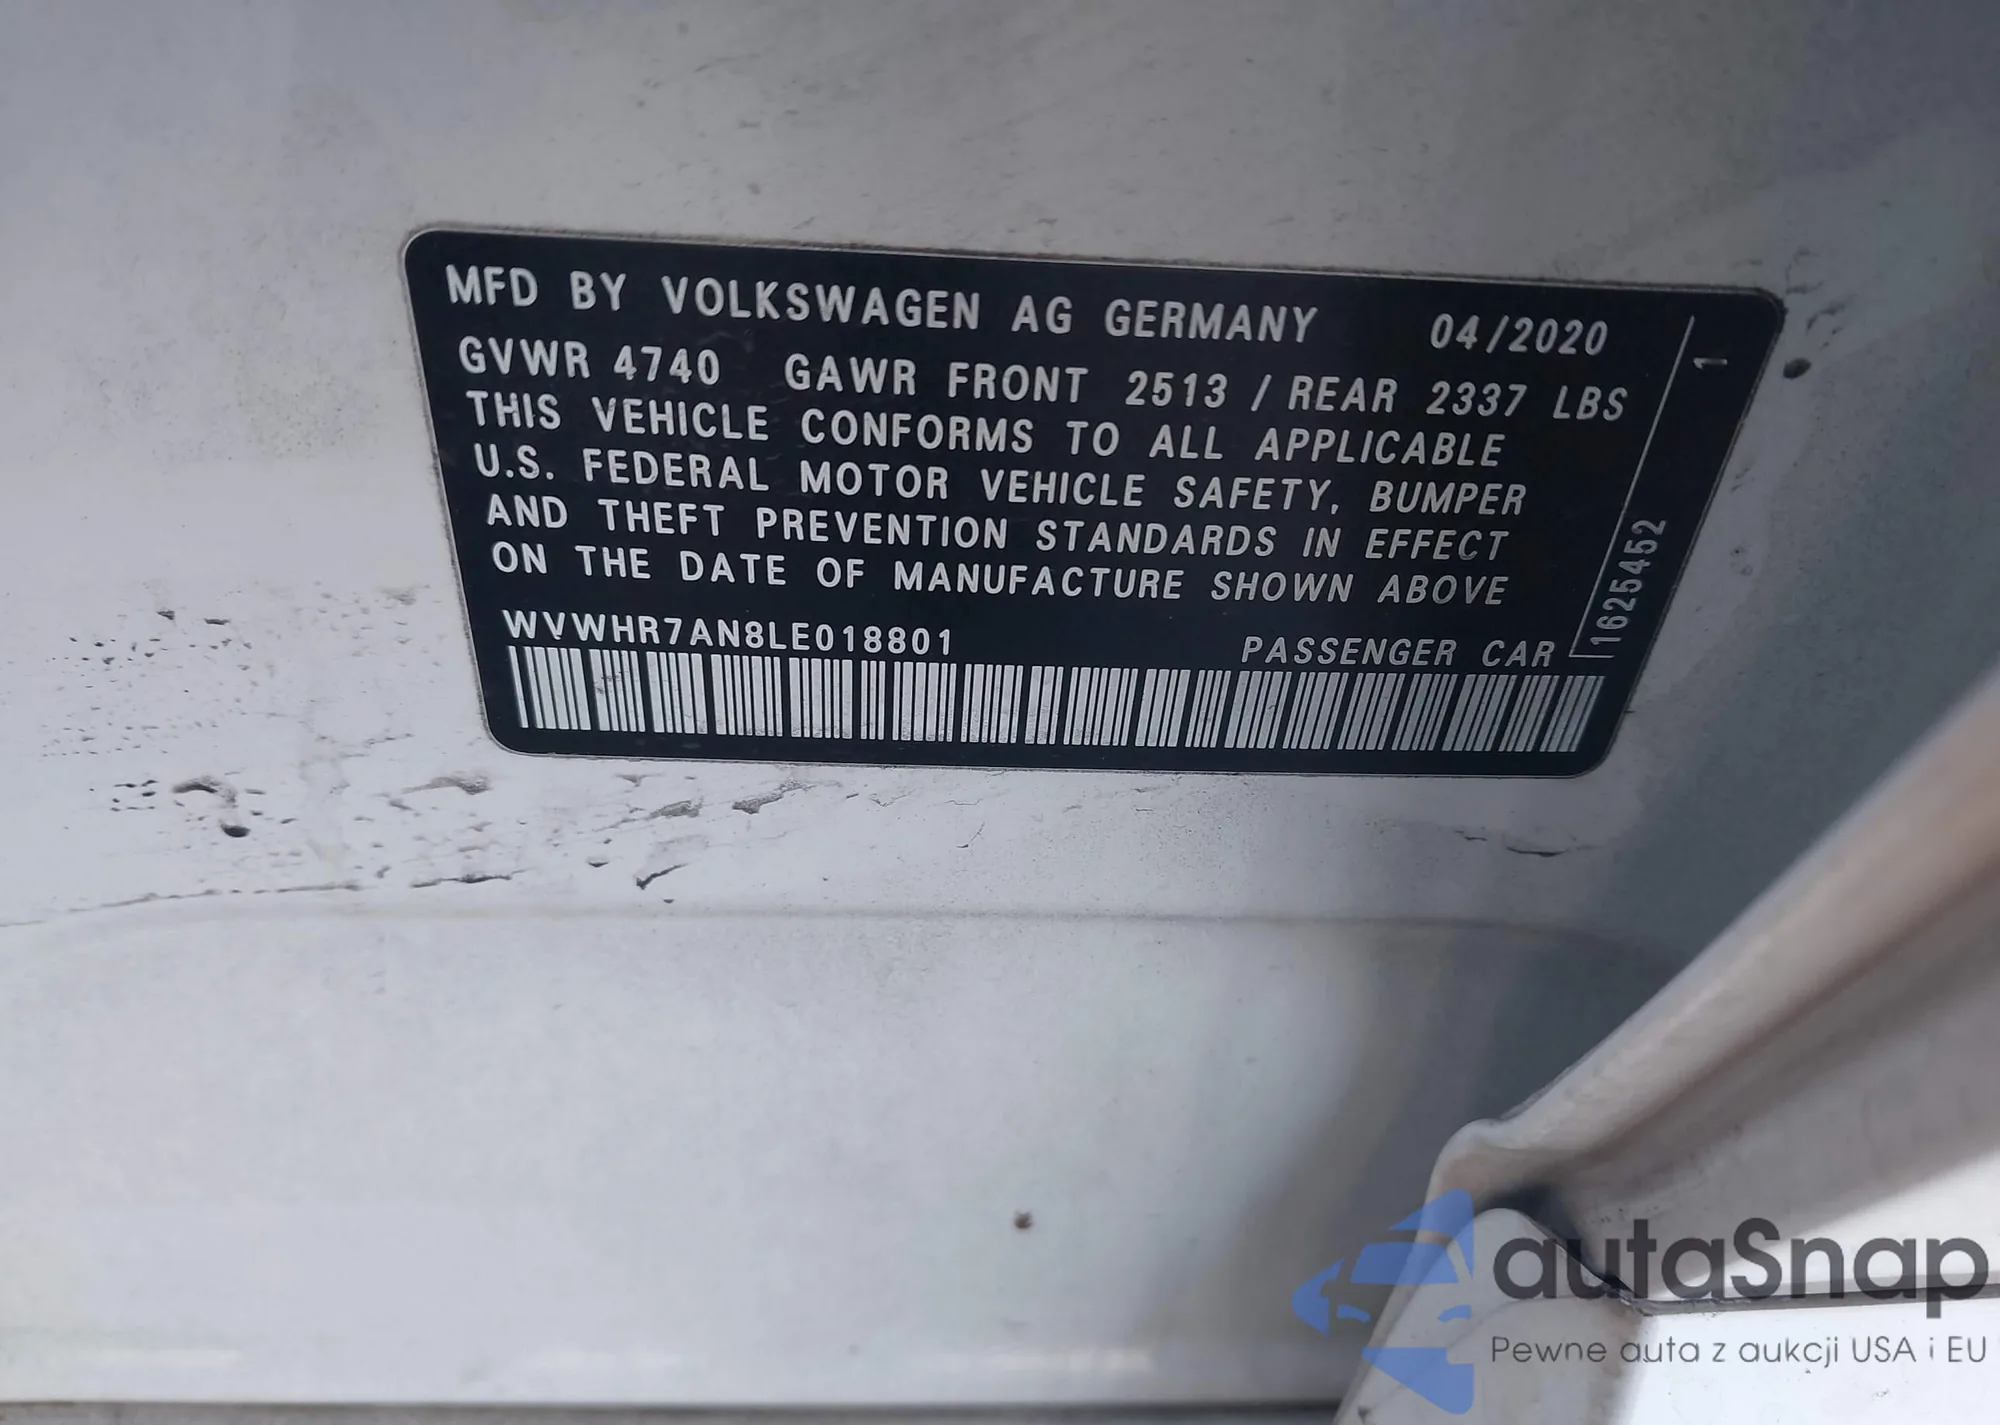 MFD BY VOLKSWAGEN AG GERMANY 04/2020
GVWR 4740 GAWR FRONT 2513 / REAR 2337 LBS
THIS VEHICLE CONFORMS TO ALL APPLICABLE
U.S. FEDERAL MOTOR VEHICLE SAFETY, BUMPER
AND THEFT PREVENTION STANDARDS IN EFFECT
ON THE DATE OF MANUFACTURE SHOWN ABOVE
WVWHR7AN8LE018801 PASSENGER CAR
1625452
1
autaSnap
Pewne auta z aukcji USA i EU